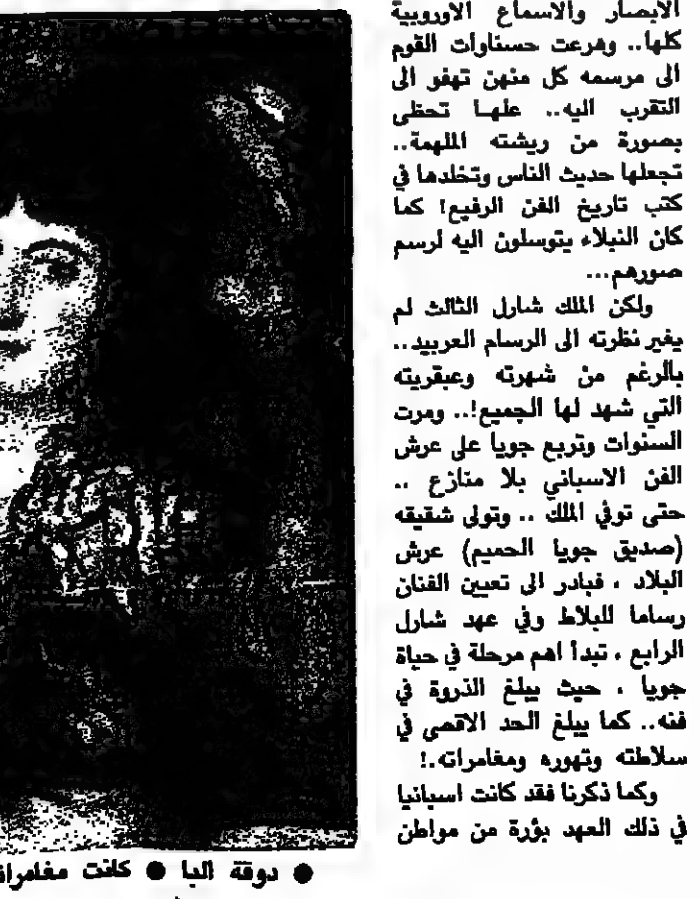 الابصار والاسماع الاوروبية
كلها.. وهرعت حسناوات القوم
الى مرسمه كل منهن تهفو الى
التقرب اليه.. علها تحظى
بصورة من ريشته الملهمة..
تجعلها حديث الناس وتخلدها في
كتب تاريخ الفن الرفيع! كما
كان النبلاء يتوسلون اليه لرسم
صورهم...
ولكن الملك شارل الثالث لم
يغير نظرته الى الرسام العربيد..
بالرغم من شهرته وعبقريته
التي شهد لها الجميع!.. ومرت
السنوات وتربع جويا على عرش
الفن الاسباني بلا منازع ..
حتى توفي الملك .. وتولى شقيقه
(صديق جويا الحميم) عرش
البلاد ، فبادر الى تعيين الفنان
رساما للبلاط وفي عهد شارل
الرابع ، تبدأ اهم مرحلة في حياة
جويا ، حيث يبلغ الذروة في
فنه.. كما يبلغ الحد الاقصى في
سلاطته وتهوره ومغامراته.!
وكما ذكرنا فقد كانت اسبانيا
في ذلك العهد بؤرة من مواطن
● دوقة البا ● كانت